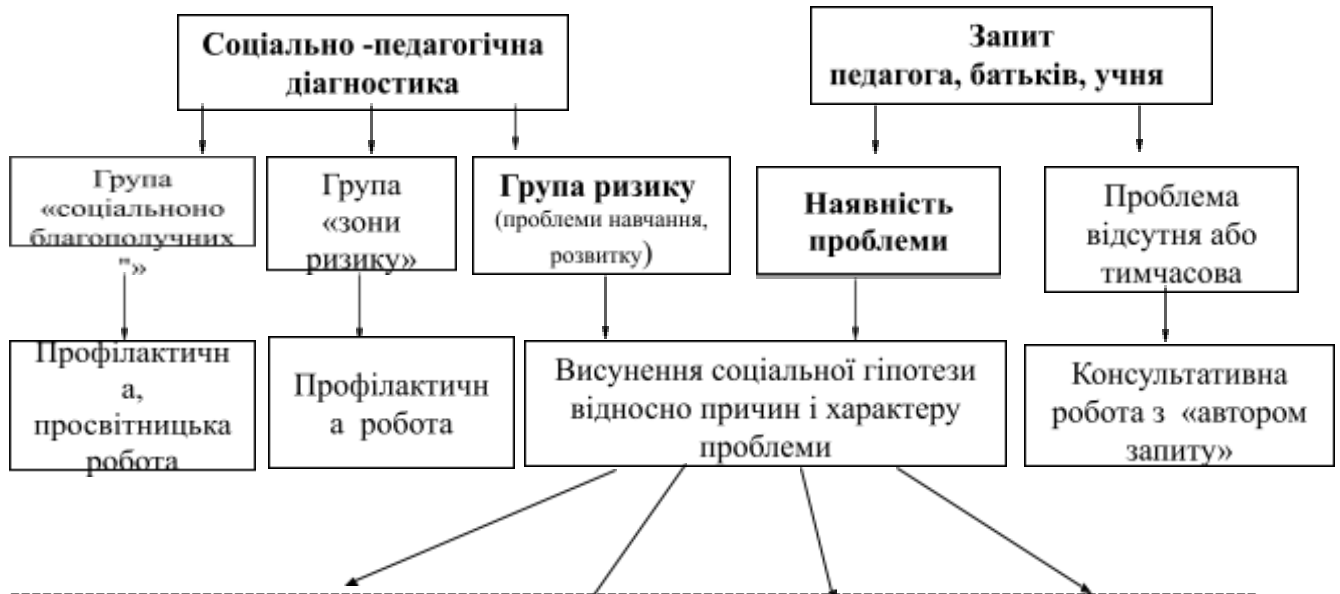 Соціально -педагогічна
діагностика
Запит
педагога, батьків, учня
Група
«соціальноно
благополучних
"»
Група
«зони
ризику»
Група ризику
(проблеми навчання,
розвитку)
Наявність
проблеми
Проблема
відсутня або
тимчасова
Профілактичн
а,
просвітницька
робота
Профілактичн
а робота
Висунення соціальної гіпотези
відносно причин і характеру
проблеми
Консультативна
робота з «автором
запиту»